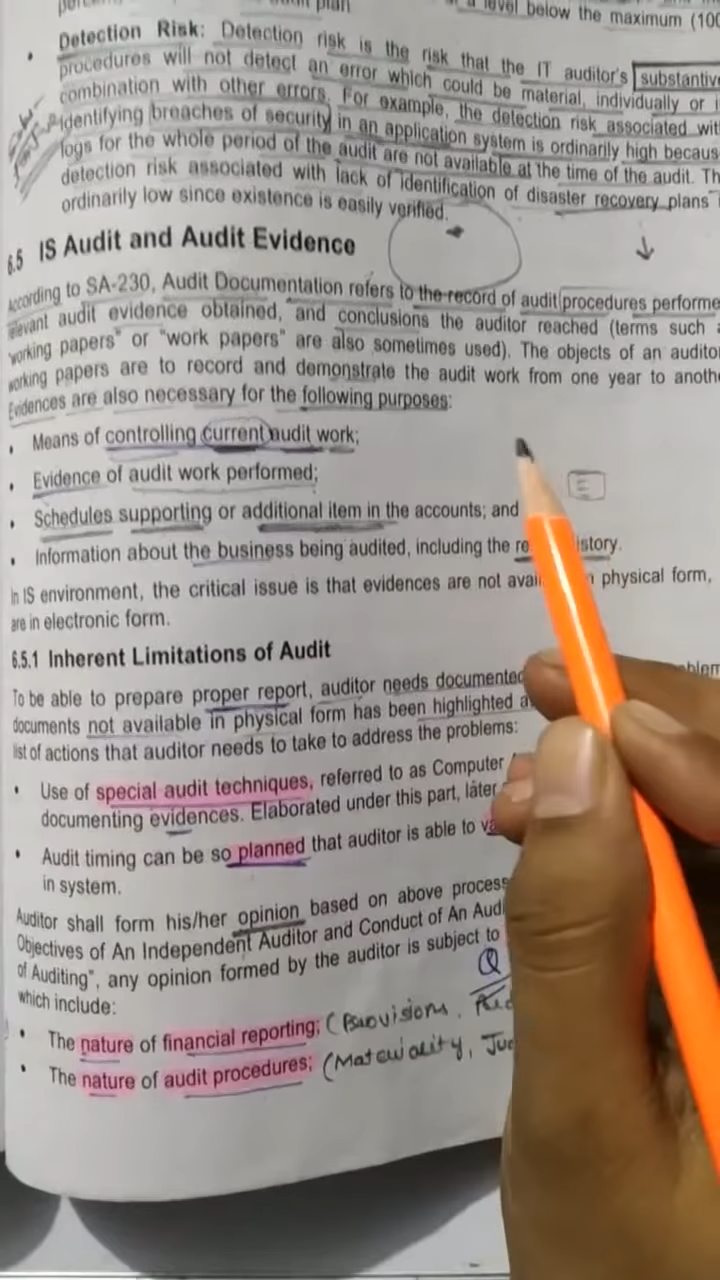 audit plan
a level below the maximum (100
• Detection Risk: Detection risk is the risk that the IT auditor's substantive
procedures will not detect an error which could be material, individually or i
combination with other errors. For example, the detection risk associated wit
identifying breaches of security in an application system is ordinarily high becaus
logs for the whole period of the audit are not available at the time of the audit. Th
detection risk associated with lack of identification of disaster recovery plans i
ordinarily low since existence is easily verified.
6.5 IS Audit and Audit Evidence
According to SA-230, Audit Documentation refers to the record of audit procedures performe
relevant audit evidence obtained, and conclusions the auditor reached (terms such a
"working papers" or "work papers" are also sometimes used). The objects of an auditor
working papers are to record and demonstrate the audit work from one year to anothe
Evidences are also necessary for the following purposes:
• Means of controlling current audit work;
• Evidence of audit work performed;
• Schedules supporting or additional item in the accounts; and
• Information about the business being audited, including the re istory.
In IS environment, the critical issue is that evidences are not avai physical form,
are in electronic form.
6.5.1 Inherent Limitations of Audit
To be able to prepare proper report, auditor needs documented blem
documents not available in physical form has been highlighted a
list of actions that auditor needs to take to address the problems:
• Use of special audit techniques, referred to as Computer
documenting evidences. Elaborated under this part, later
• Audit timing can be so planned that auditor is able to va
in system.
Auditor shall form his/her opinion based on above process
Objectives of An Independent Auditor and Conduct of An Aud
of Auditing", any opinion formed by the auditor is subject to
which include:
• The nature of financial reporting; (Provisions,
• The nature of audit procedures; (Materiality, Ju